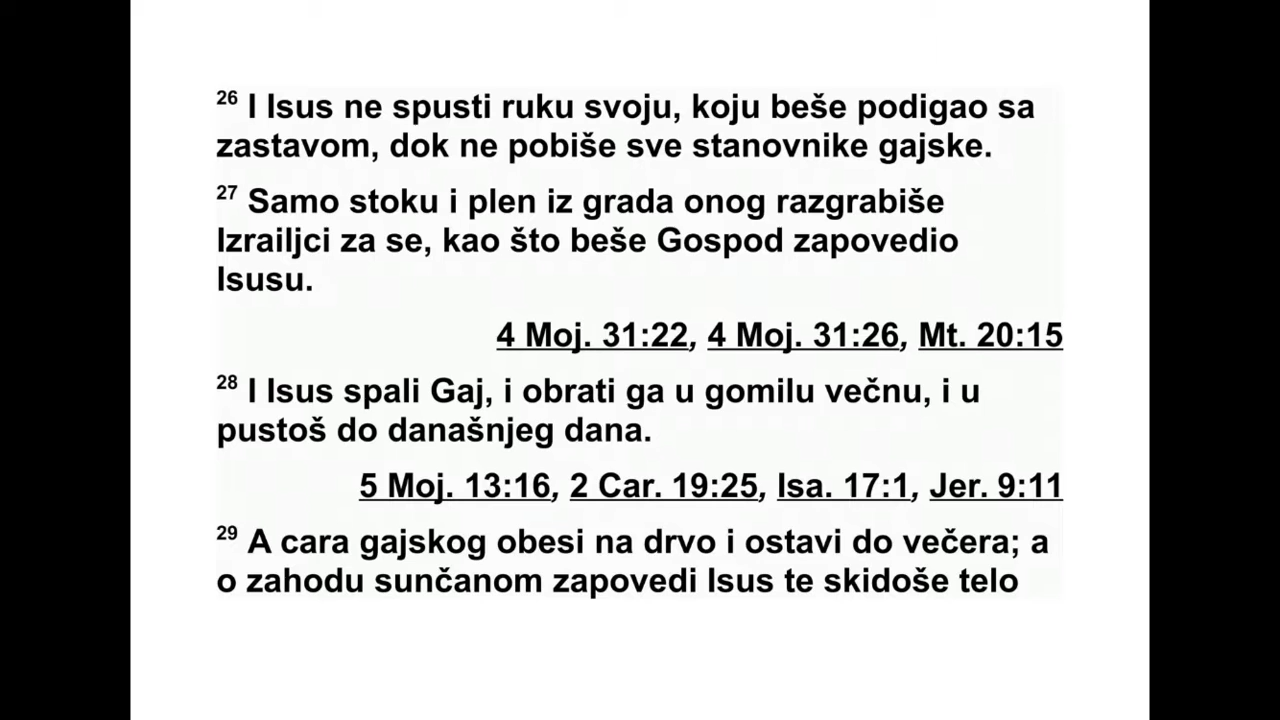 26 I Isus ne spusti ruku svoju, koju beše podigao sa
zastavom, dok ne pobiše sve stanovnike gajske.
27 Samo stoku i plen iz grada onog razgrabiše
Izrailjci za se, kao što beše Gospod zapovedio
Isusu.
4 Moj. 31:22, 4 Moj. 31:26, Mt. 20:15
28 I Isus spali Gaj, i obrati ga u gomilu večnu, i u
pustoš do današnjeg dana.
5 Moj. 13:16, 2 Car. 19:25, Isa. 17:1, Jer. 9:11
29 A cara gajskog obesi na drvo i ostavi do večera; a
o zahodu sunčanom zapovedi Isus te skidoše telo